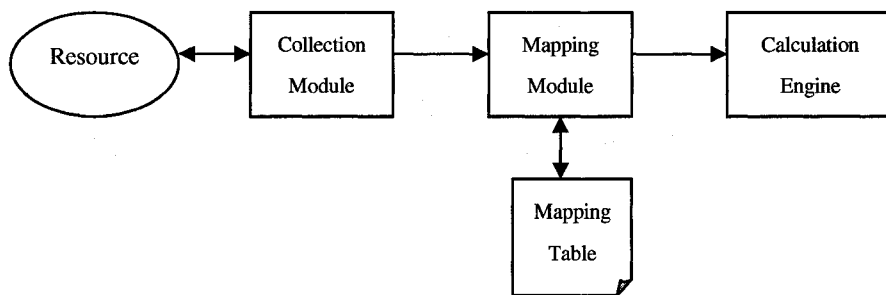 Resource
Collection
Module
Mapping
Module
Calculation
Engine
Mapping
Table